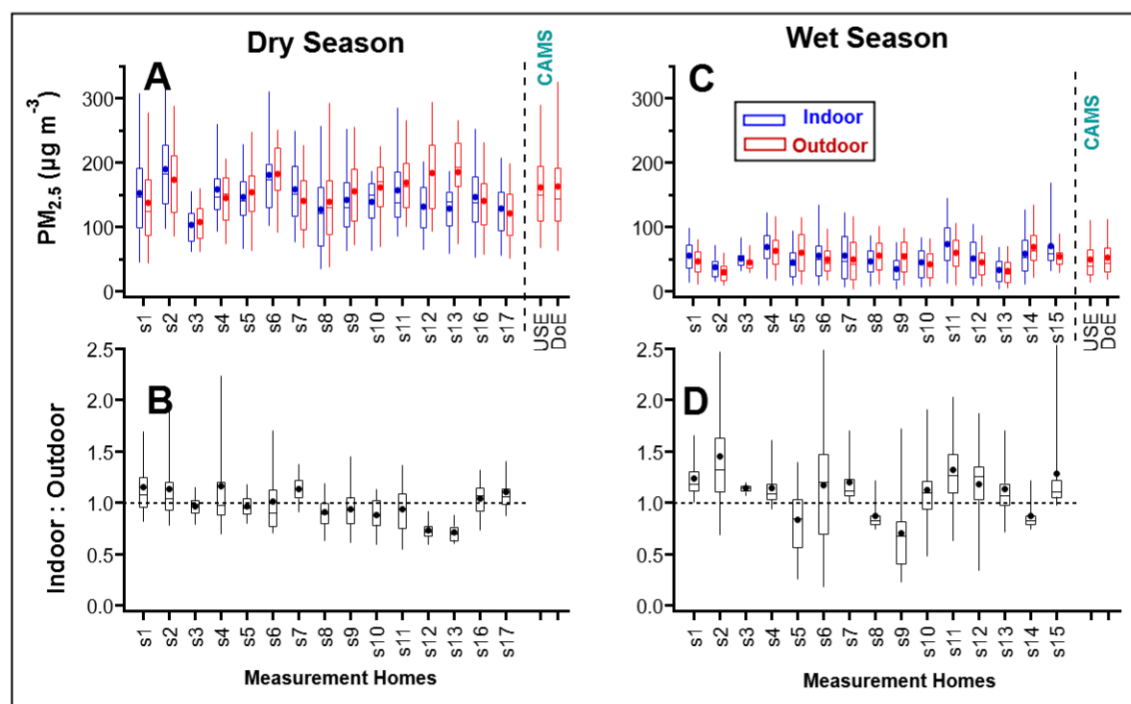 Dry Season
Wet Season
CAMS
CAMS
A
C
PM2.5 (µg m -3)
300
200
100
0
300
200
100
0
Indoor
Outdoor
s1 s2 s3 s4 s5 s6 s7 s8 s9 s10 s11 s12 s13 s16 s17 USE DoE
s1 s2 s3 s4 s5 s6 s7 s8 s9 s10 s11 s12 s13 s14 s15 USE DoE
B
D
Indoor : Outdoor
2.5
2.0
1.5
1.0
0.5
0.0
2.5
2.0
1.5
1.0
0.5
0.0
s1 s2 s3 s4 s5 s6 s7 s8 s9 s10 s11 s12 s13 s16 s17
s1 s2 s3 s4 s5 s6 s7 s8 s9 s10 s11 s12 s13 s14 s15
Measurement Homes
Measurement Homes